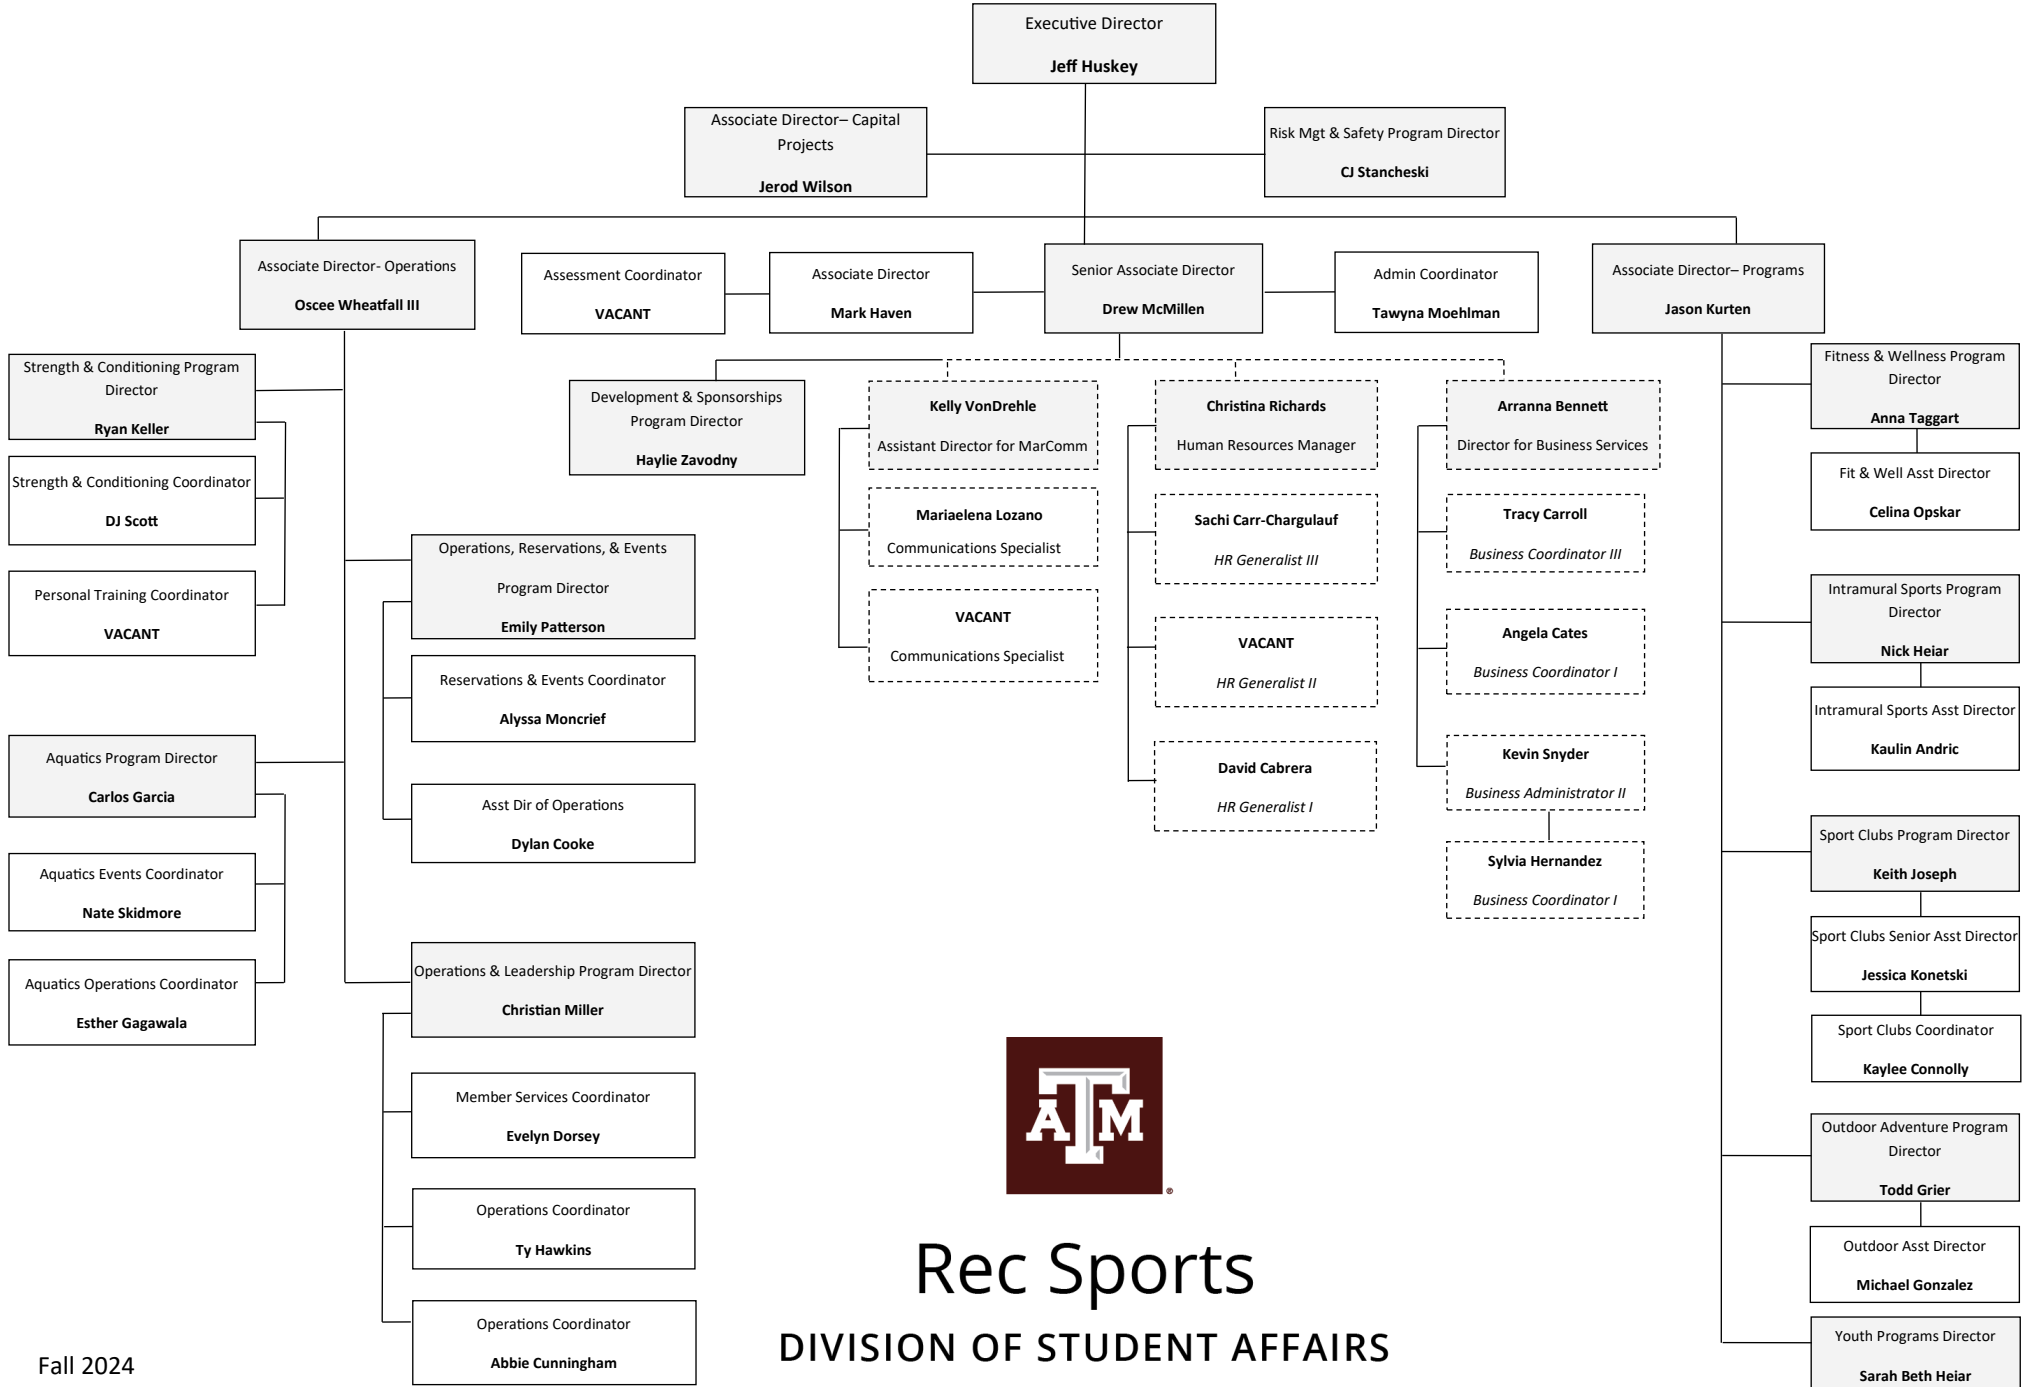 Executive Director
Jeff Huskey
Associate Director– Capital
Projects
Jerod Wilson
Risk Mgt & Safety Program Director
CJ Stancheski
Associate Director- Operations
Oscee Wheatfall III
Assessment Coordinator
VACANT
Associate Director
Mark Haven
Senior Associate Director
Drew McMillen
Admin Coordinator
Tawyna Moehlman
Associate Director– Programs
Jason Kurten
Strength & Conditioning Program
Director
Ryan Keller
Strength & Conditioning Coordinator
DJ Scott
Personal Training Coordinator
VACANT
Aquatics Program Director
Carlos Garcia
Aquatics Events Coordinator
Nate Skidmore
Aquatics Operations Coordinator
Esther Gagawala
Operations, Reservations, & Events
Program Director
Emily Patterson
Reservations & Events Coordinator
Alyssa Moncrief
Asst Dir of Operations
Dylan Cooke
Operations & Leadership Program Director
Christian Miller
Member Services Coordinator
Evelyn Dorsey
Operations Coordinator
Ty Hawkins
Operations Coordinator
Abbie Cunningham
Development & Sponsorships
Program Director
Haylie Zavodny
Kelly VonDrehle
Assistant Director for MarComm
Mariaelena Lozano
Communications Specialist
VACANT
Communications Specialist
Christina Richards
Human Resources Manager
Sachi Carr-Chargulauf
HR Generalist III
VACANT
HR Generalist II
David Cabrera
HR Generalist I
Arranna Bennett
Director for Business Services
Tracy Carroll
Business Coordinator III
Angela Cates
Business Coordinator I
Kevin Snyder
Business Administrator II
Sylvia Hernandez
Business Coordinator I
Fitness & Wellness Program
Director
Anna Taggart
Fit & Well Asst Director
Celina Opskar
Intramural Sports Program
Director
Nick Heiar
Intramural Sports Asst Director
Kaulin Andric
Sport Clubs Program Director
Keith Joseph
Sport Clubs Senior Asst Director
Jessica Konetski
Sport Clubs Coordinator
Kaylee Connolly
Outdoor Adventure Program
Director
Todd Grier
Outdoor Asst Director
Michael Gonzalez
Youth Programs Director
Sarah Beth Heiar
ATM ®
Rec Sports
DIVISION OF STUDENT AFFAIRS
Fall 2024